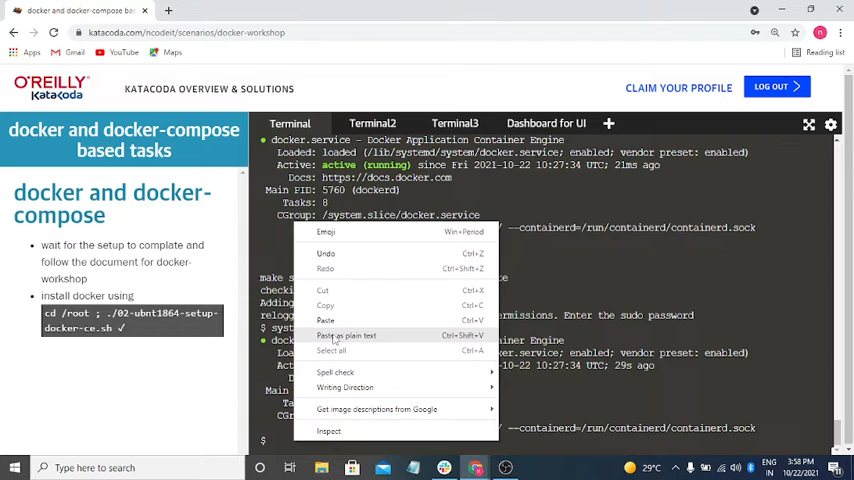 docker and docker-compose based tasks
katacoda.com/ncodeit/scenarios/docker-workshop
n
Apps
Gmail
YouTube
Maps
Reading list
O'REILLY
Katakoda
KATACODA OVERVIEW & SOLUTIONS
CLAIM YOUR PROFILE
LOG OUT
docker and docker-compose
based tasks
docker and docker-
compose
wait for the setup to complate and
follow the document for docker-
workshop
install docker using
cd /root ; ./02-ubnt1864-setup-
docker-ce.sh ✓
Terminal
Terminal2
Terminal3
Dashboard for UI
+
● docker.service - Docker Application Container Engine
Loaded: loaded (/lib/systemd/system/docker.service; enabled; vendor preset: enabled)
Active: active (running) since Fri 2021-10-22 10:27:34 UTC; 21ms ago
Docs: https://docs.docker.com
Main PID: 5760 (dockerd)
Tasks: 8
CGroup: /system.slice/docker.service
/ --containerd=/run/containerd/containerd.sock
make s
ce
checki
Adding
relogg
ermissions. Enter the sudo password
$ syst
● dock
ner Engine
Loa
ocker.service; enabled; vendor preset: enabled)
Act
22 10:27:34 UTC; 29s ago
Main
Ta
CGr
/ --containerd=/run/containerd/containerd.sock
$
Emoji Win+Period
Undo Ctrl+Z
Redo Ctrl+Shift+Z
Cut Ctrl+X
Copy Ctrl+C
Paste Ctrl+V
Paste as plain text Ctrl+Shift+V
Select all Ctrl+A
Spell check
Writing Direction
Get image descriptions from Google
Inspect
Type here to search
29°C
ENG
IN
3:58 PM
10/22/2021